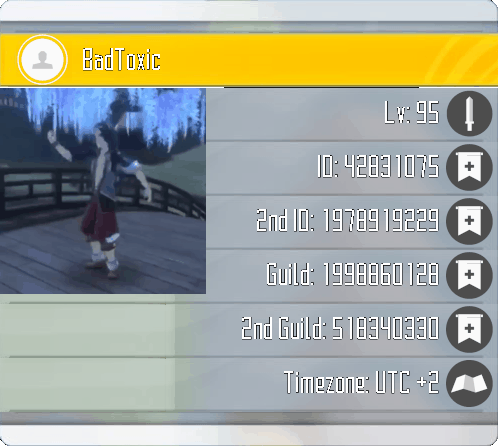 BadToxic
Lv: 95
ID: 42831075
2nd ID: 1978919229
Guild: 1998860128
2nd Guild: 518340330
Timezone: UTC +2